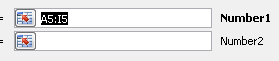 = A5:I5 Number1
= Number2